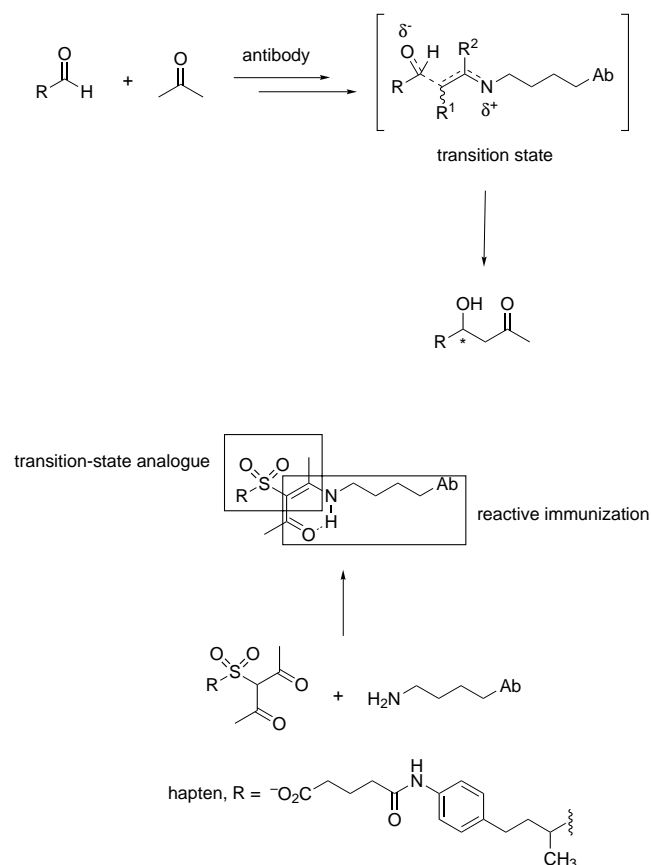 O
R H
+
O
antibody
δ-
O H R2
R
R1
N
δ+
Ab
transition state
OH O
R *
transition-state analogue
O O
S
R
N
H
O
Ab
reactive immunization
O O
S
R
O
O
+
H2N
Ab
hapten, R = −O2C
O
H
N
CH3